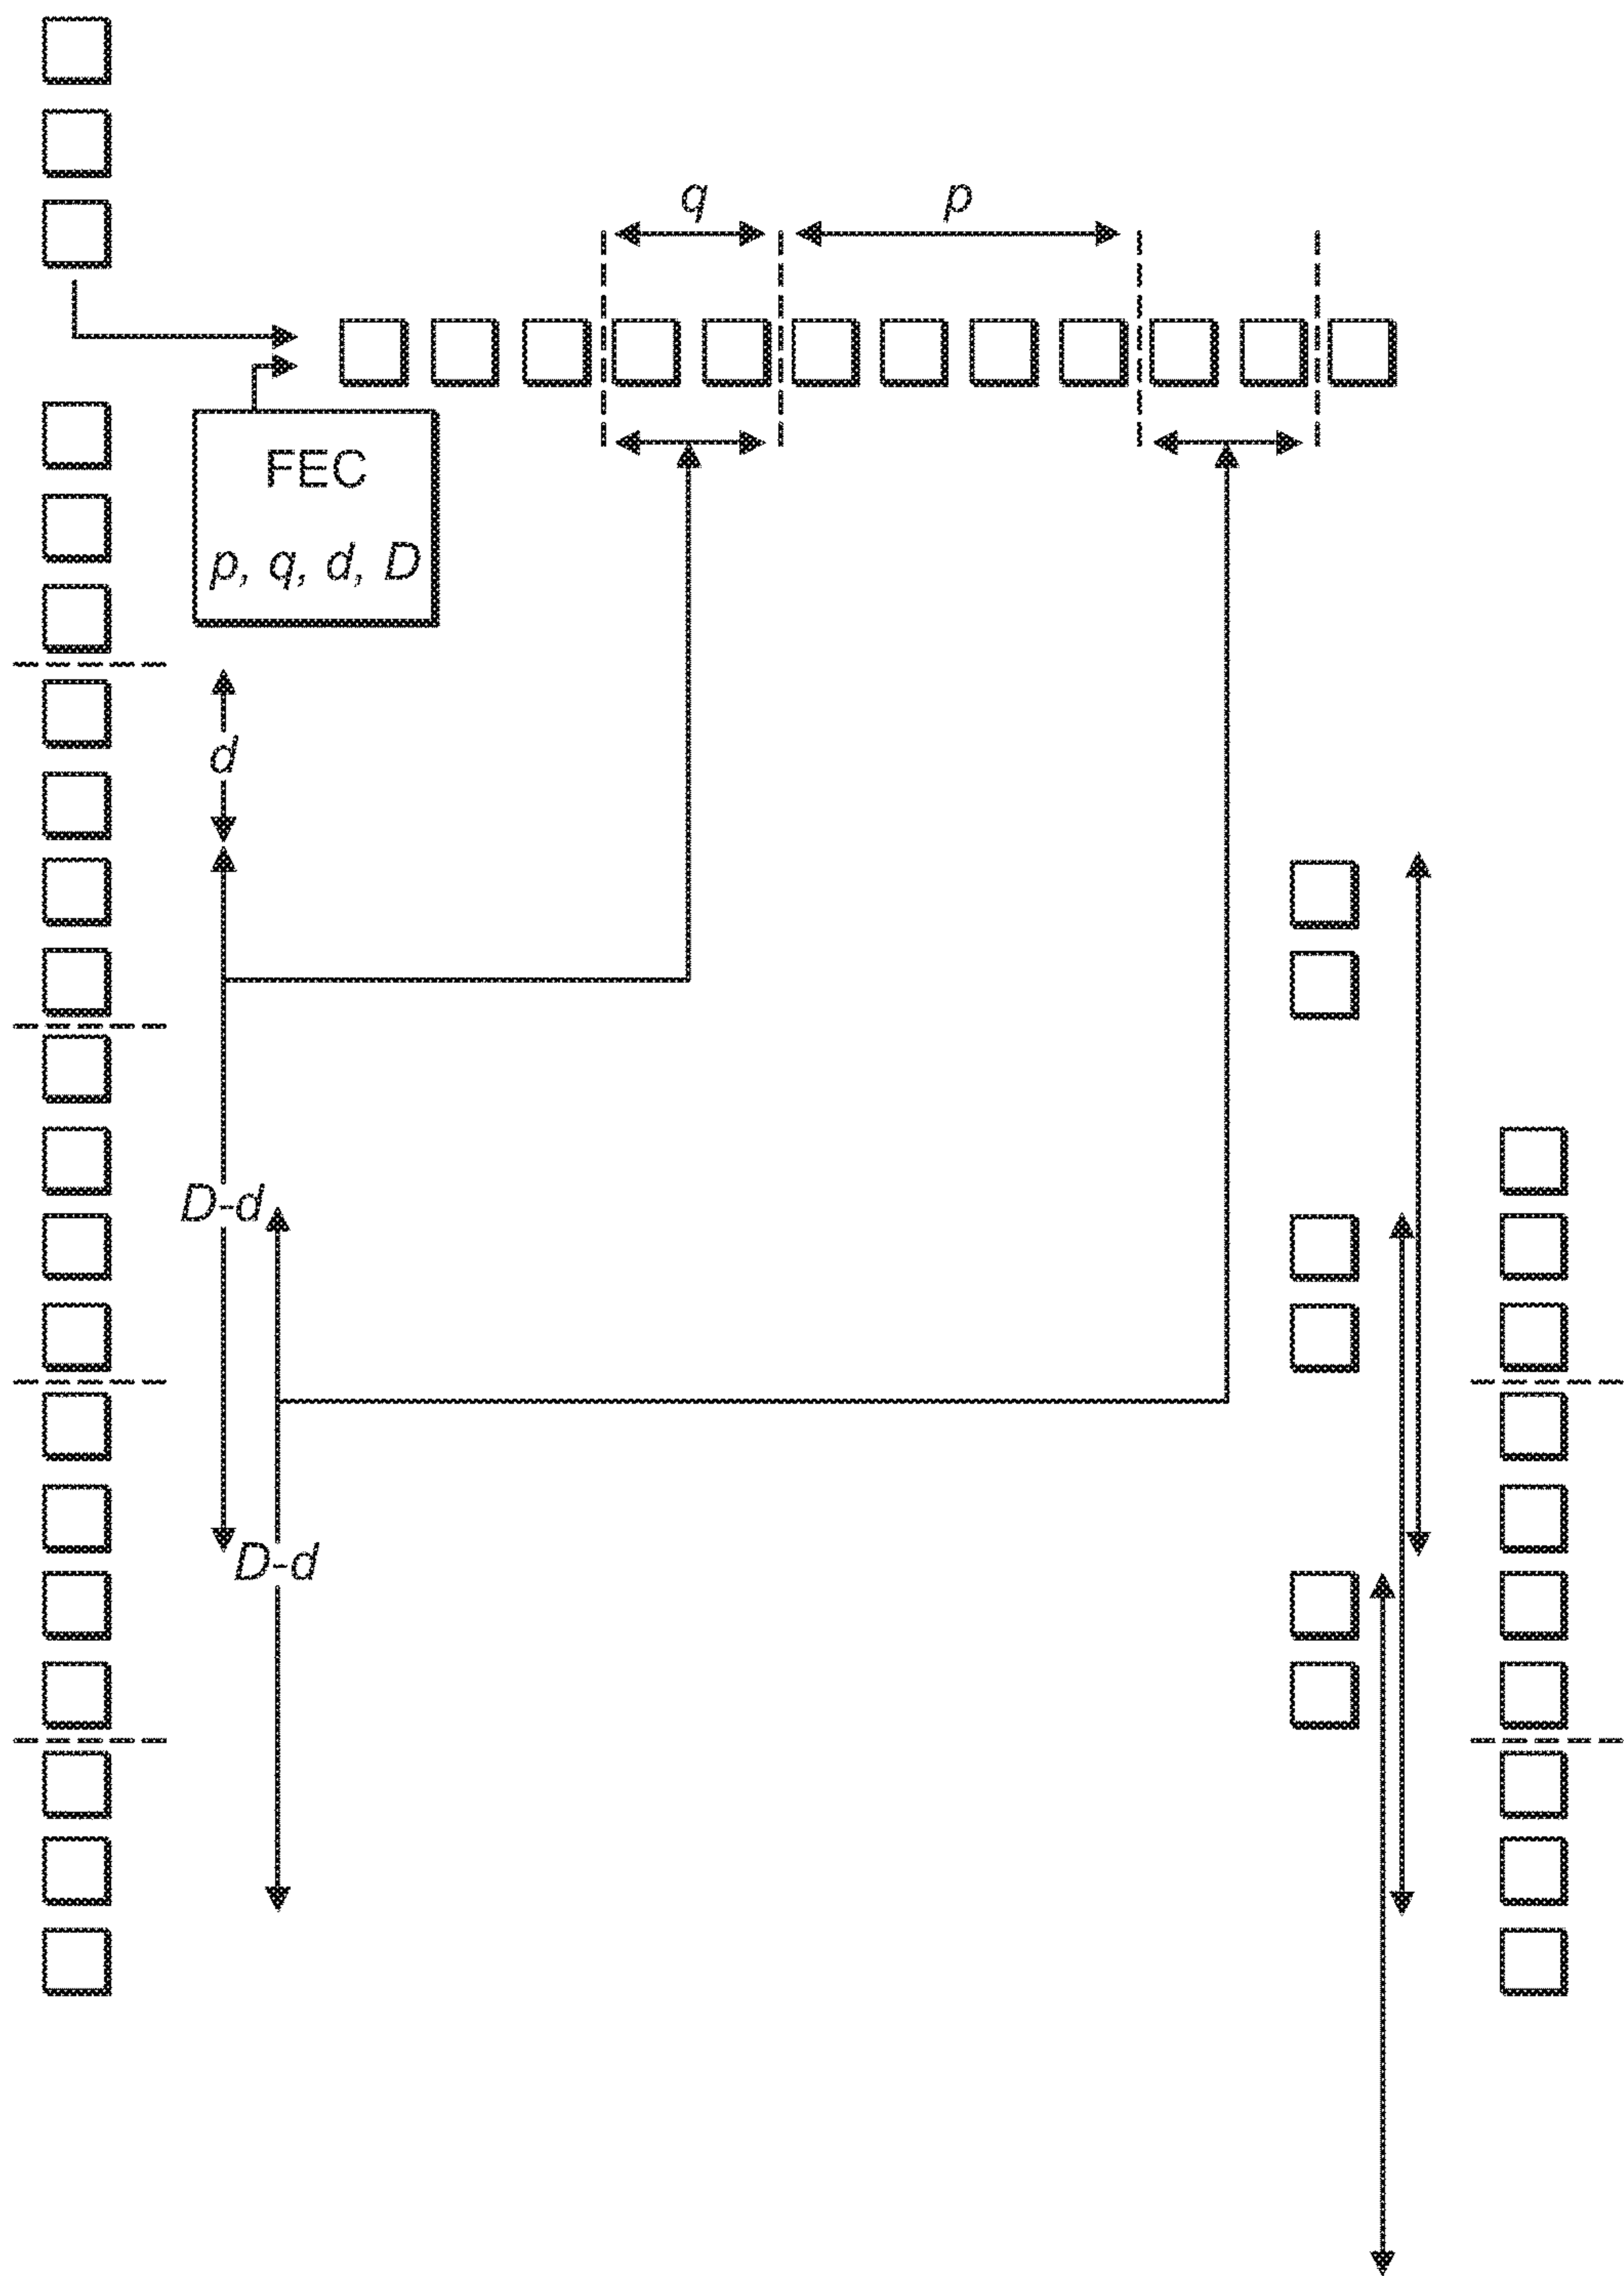 q
p
FEC
p, q, d, D
d
D-d
D-d